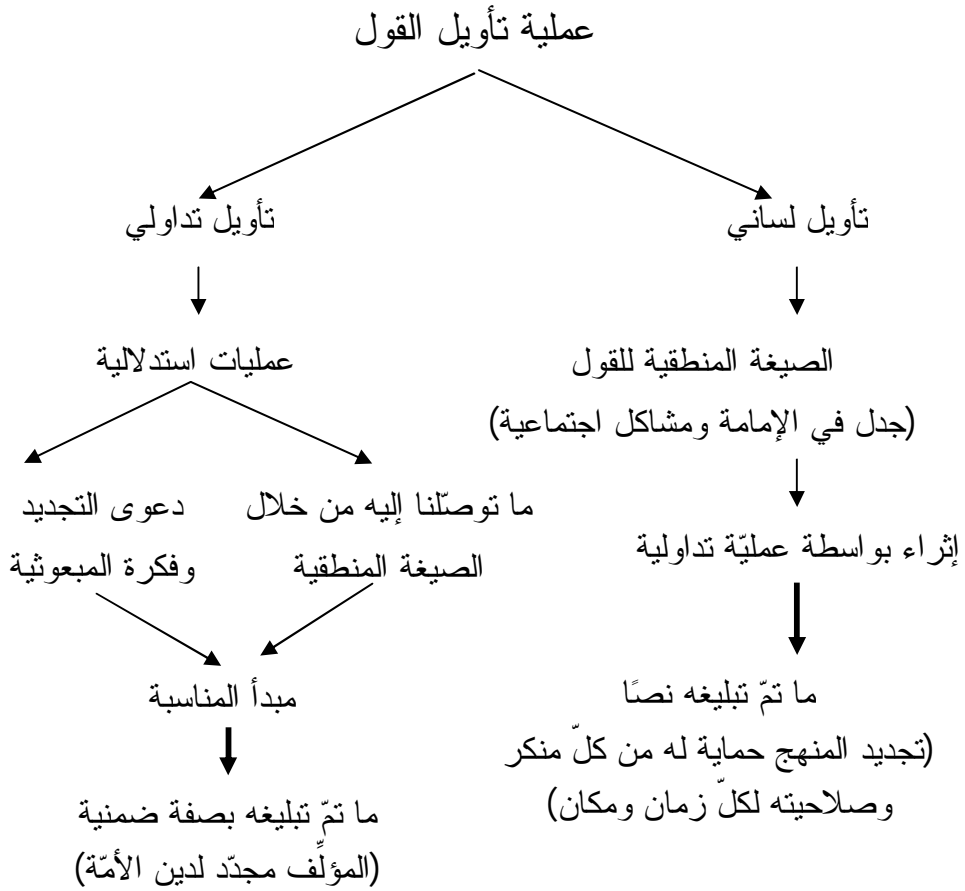 عملية تأويل القول
تأويل لساني
تأويل تداولي
الصيغة المنطقية للقول
(جدل في الإمامة ومشاكل اجتماعية)
عمليات استدلالية
إثراء بواسطة عمليّة تداولية
ما توصّلنا إليه من خلال
الصيغة المنطقية
دعوى التجديد
وفكرة المبعوثية
ما تمّ تبليغه نصًا
(تجديد المنهج حماية له من كلّ منكر
وصلاحيته لكلّ زمان ومكان)
مبدأ المناسبة
ما تمّ تبليغه بصفة ضمنية
(المؤلِّف مجدّد لدين الأمّة)